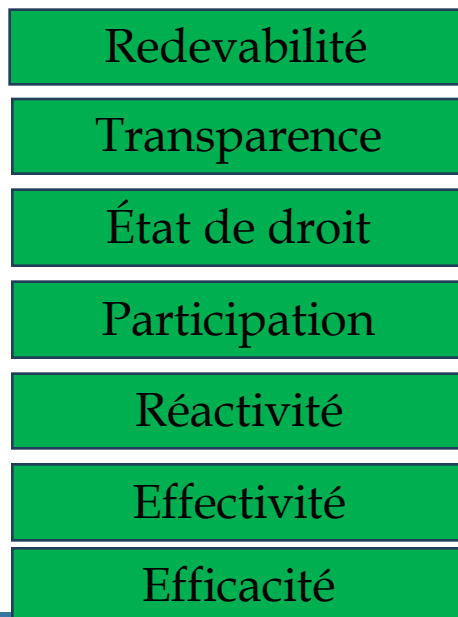 Redevabilité
Transparence
État de droit
Participation
Réactivité
Effectivité
Efficacité